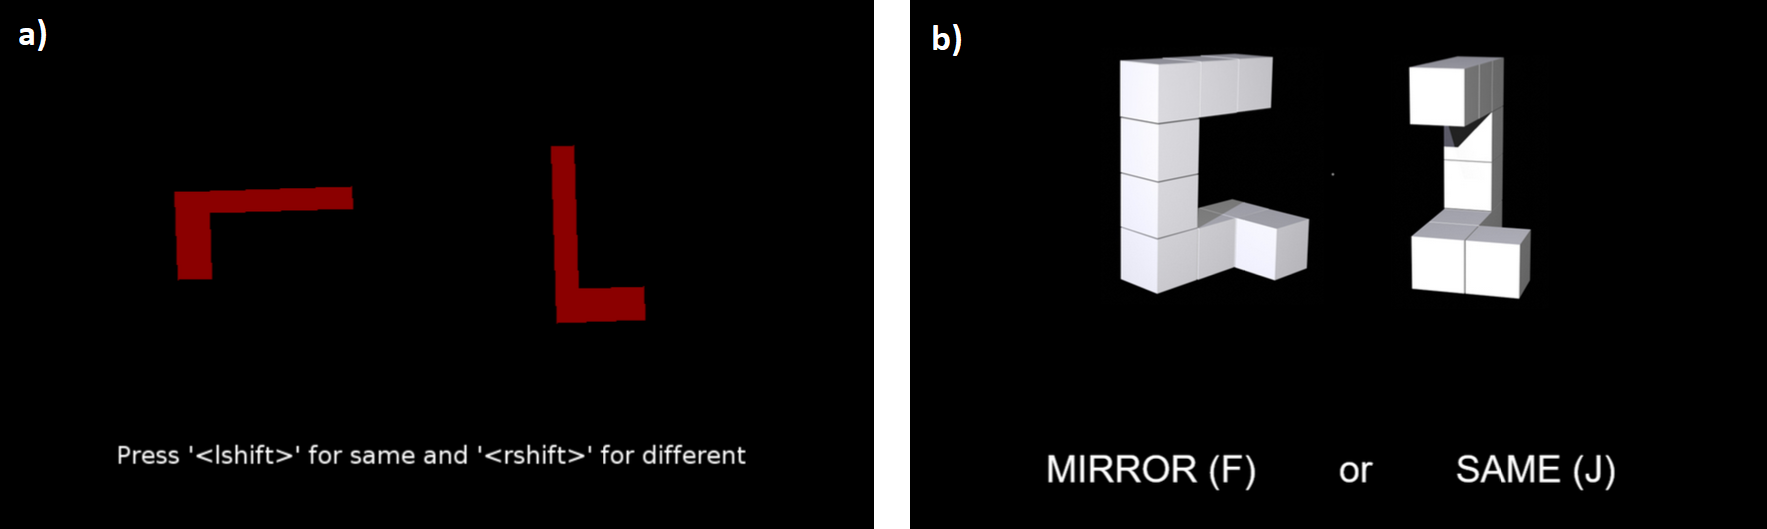 a)
Press '<lshift>' for same and '<rshift>' for different
b)
MIRROR (F) or SAME (J)